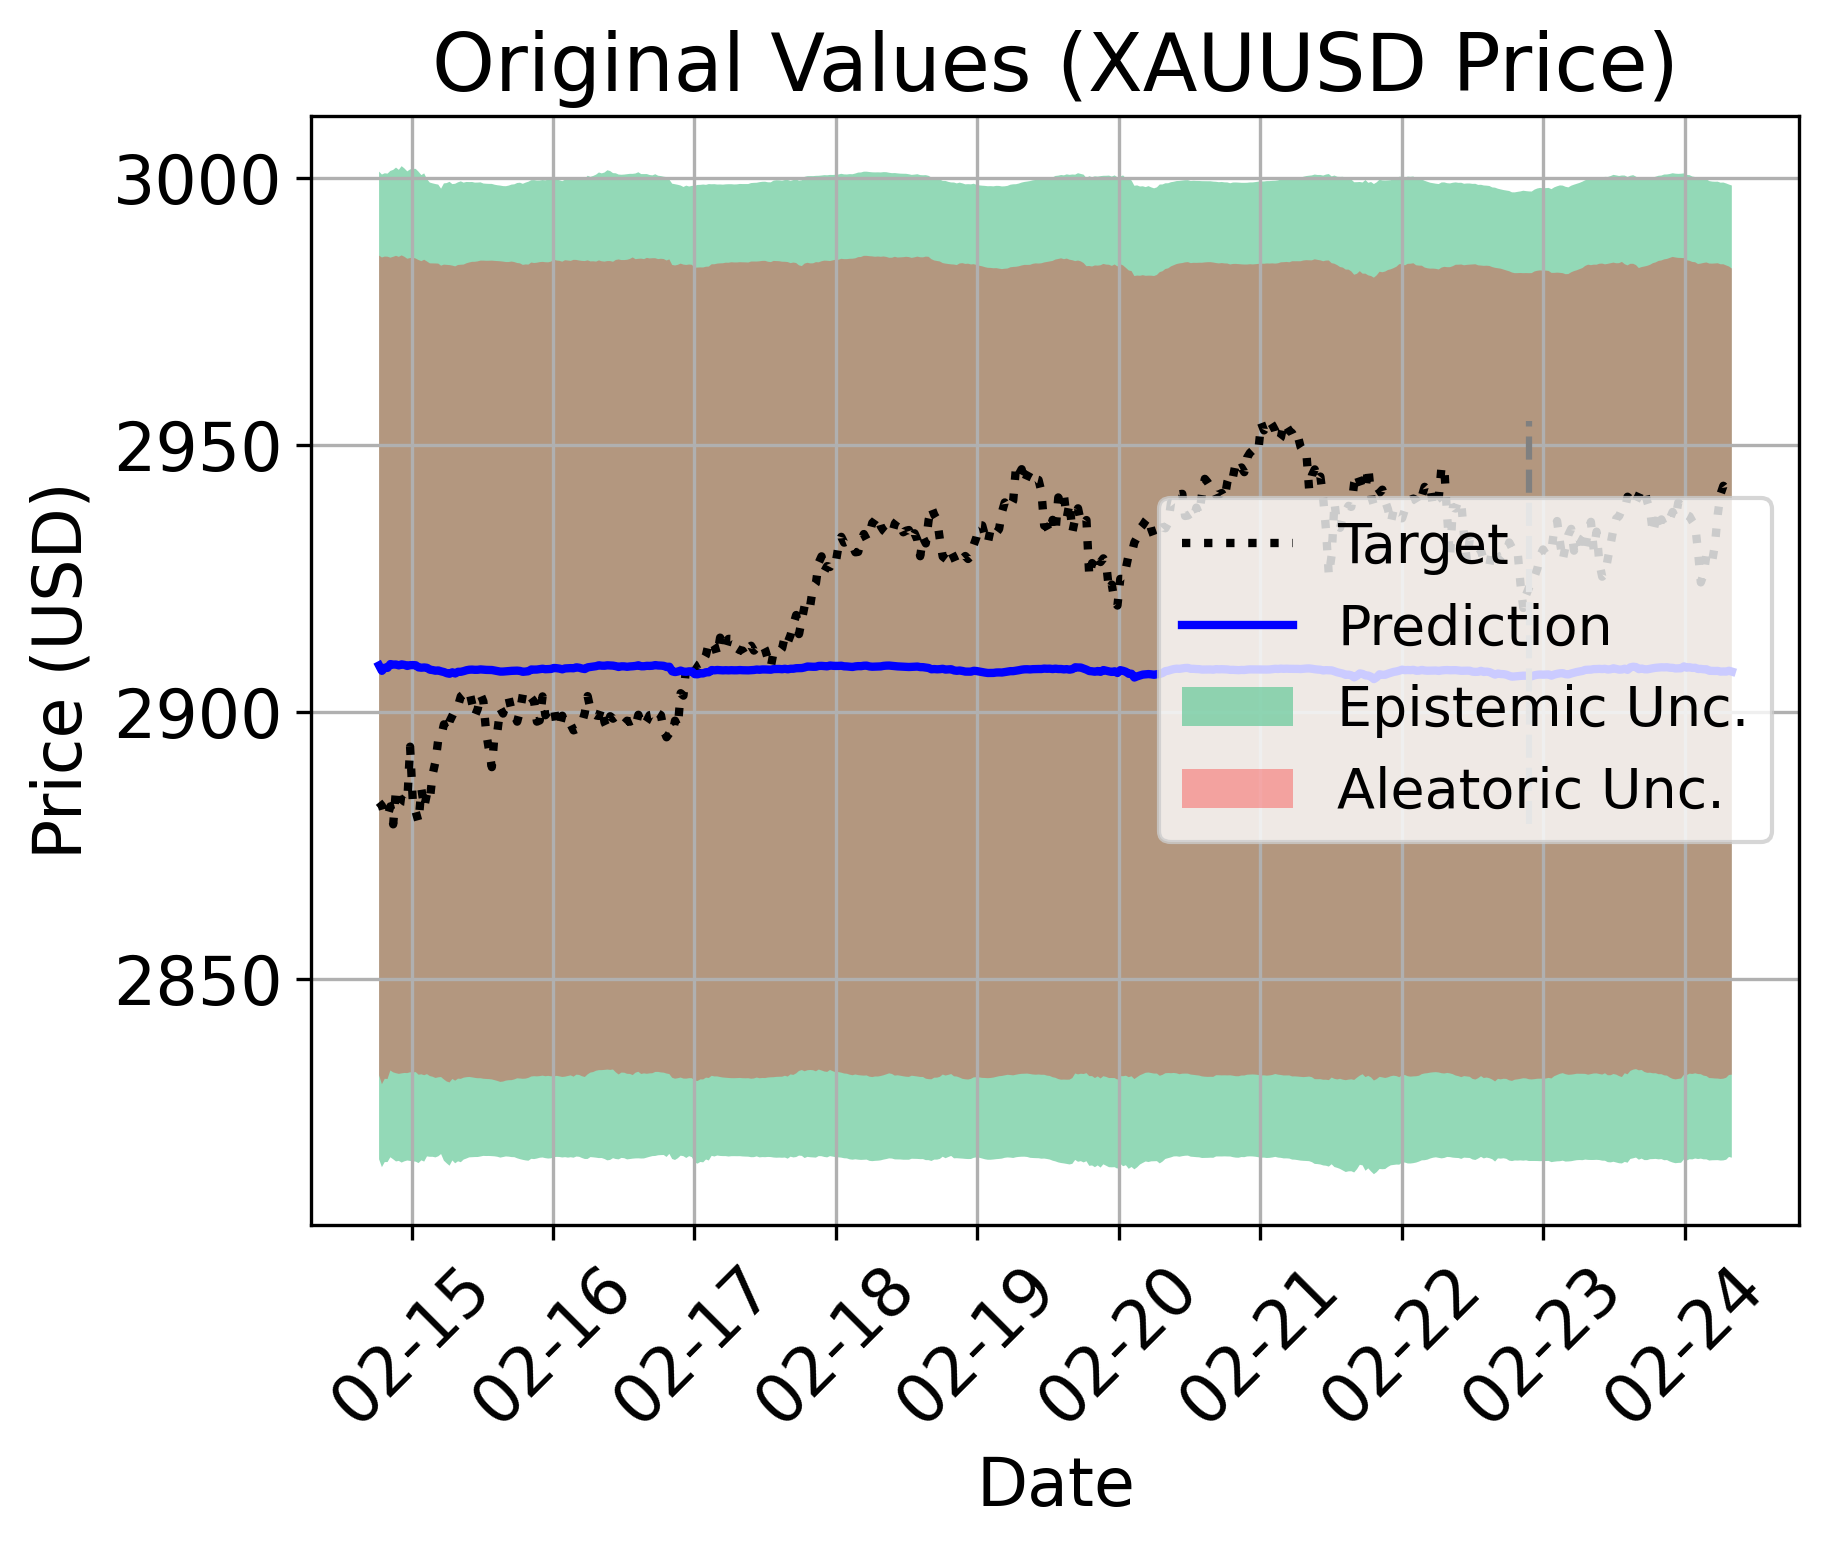 Original Values (XAUUSD Price)
3000
2950
2900
2850
Price (USD)
Target
Prediction
Epistemic Unc.
Aleatoric Unc.
02-15
02-16
02-17
02-18
02-19
02-20
02-21
02-22
02-23
02-24
Date